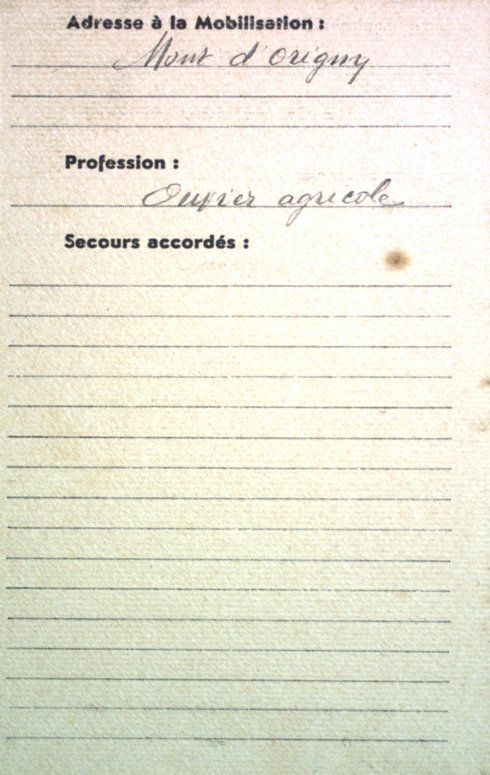 Adresse à la Mobilisation :
Mont d'Origny
Profession :
Ouvrier agricole
Secours accordés :